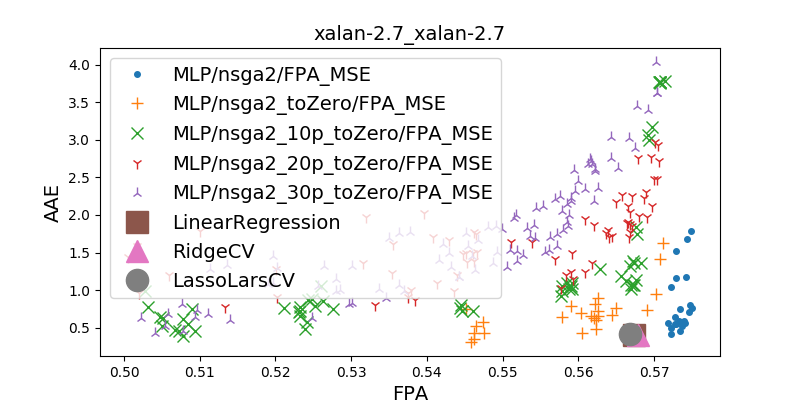 xalan-2.7_xalan-2.7
AAE
4.0
3.5
3.0
2.5
2.0
1.5
1.0
0.5
MLP/nsga2/FPA_MSE
MLP/nsga2_toZero/FPA_MSE
MLP/nsga2_10p_toZero/FPA_MSE
MLP/nsga2_20p_toZero/FPA_MSE
MLP/nsga2_30p_toZero/FPA_MSE
LinearRegression
RidgeCV
LassoLarsCV
0.50 0.51 0.52 0.53 0.54 0.55 0.56 0.57
FPA